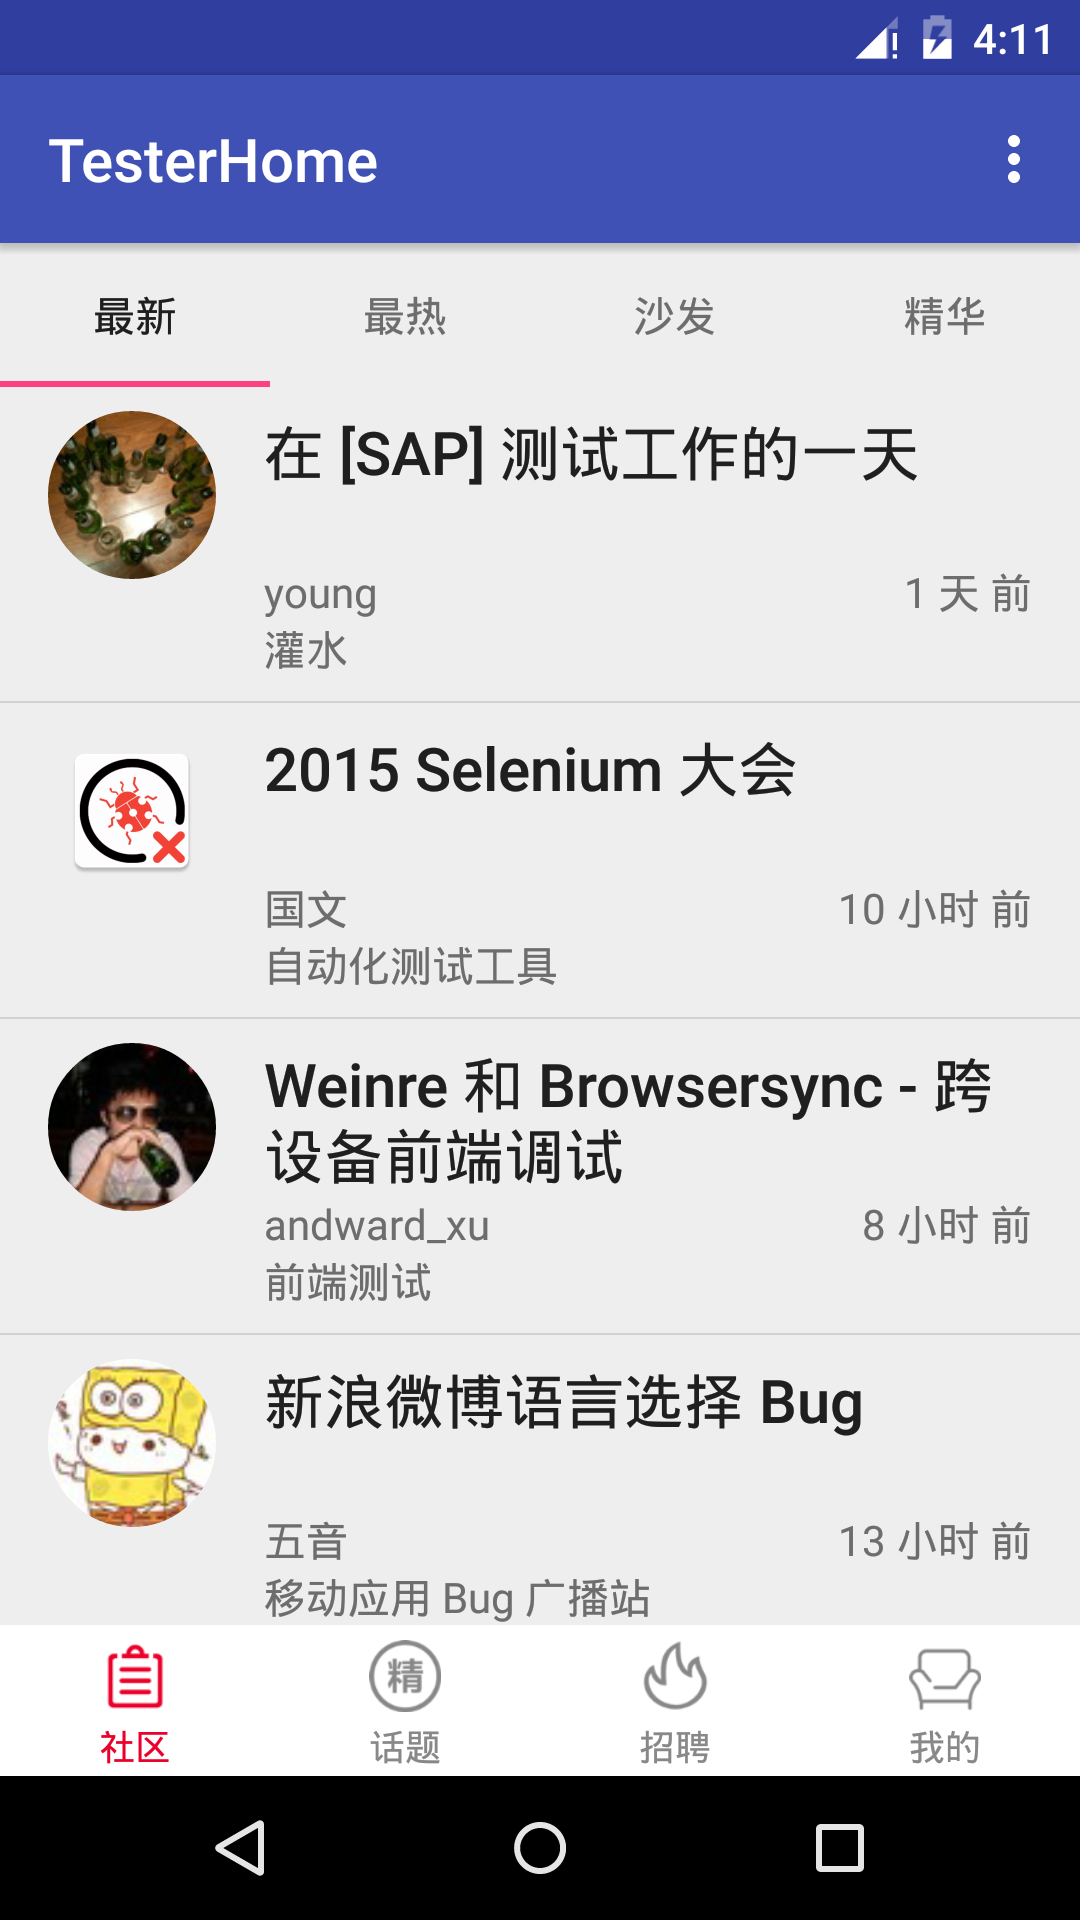 4:11
TesterHome
最新 最热 沙发 精华
在 [SAP] 测试工作的一天
young 1 天 前
灌水
2015 Selenium 大会
国文 10 小时 前
自动化测试工具
Weinre 和 Browsersync - 跨
设备前端调试
andward_xu 8 小时 前
前端测试
新浪微博语言选择 Bug
五音 13 小时 前
移动应用 Bug 广播站
精
社区 话题 招聘 我的